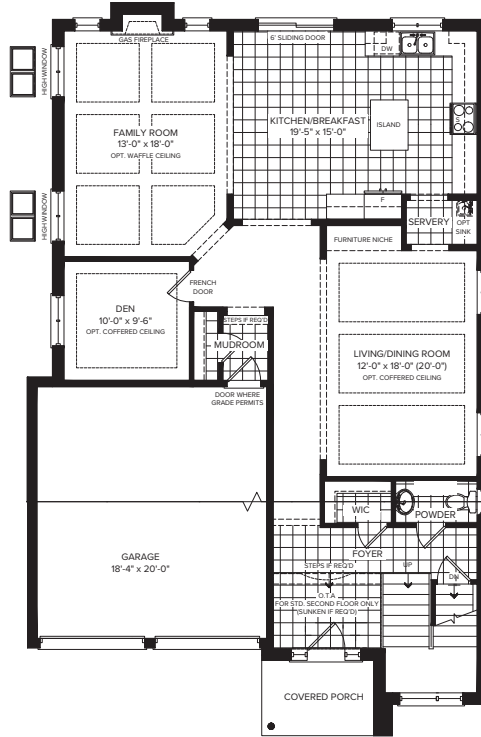 GAS FIREPLACE
6' SLIDING DOOR
DW
HIGH WINDOW
FAMILY ROOM
13'-0" x 18'-0"
OPT. WAFFLE CEILING
KITCHEN/BREAKFAST
19'-5" x 15'-0"
ISLAND
S
HIGH WINDOW
F
SERVERY
OPT
SINK
FURNITURE NICHE
FRENCH
DOOR
DEN
10'-0" x 9'-6"
OPT. COFFERED CEILING
STEPS IF REQ'D
MUDROOM
LIVING/DINING ROOM
12'-0" x 18'-0" (20'-0")
OPT. COFFERED CEILING
DOOR WHERE
GRADE PERMITS
WIC
POWDER
GARAGE
18'-4" x 20'-0"
FOYER
STEPS IF REQ'D
UP
DN
O.T.A
FOR STD. SECOND FLOOR ONLY
(SUNKEN IF REQ'D)
COVERED PORCH